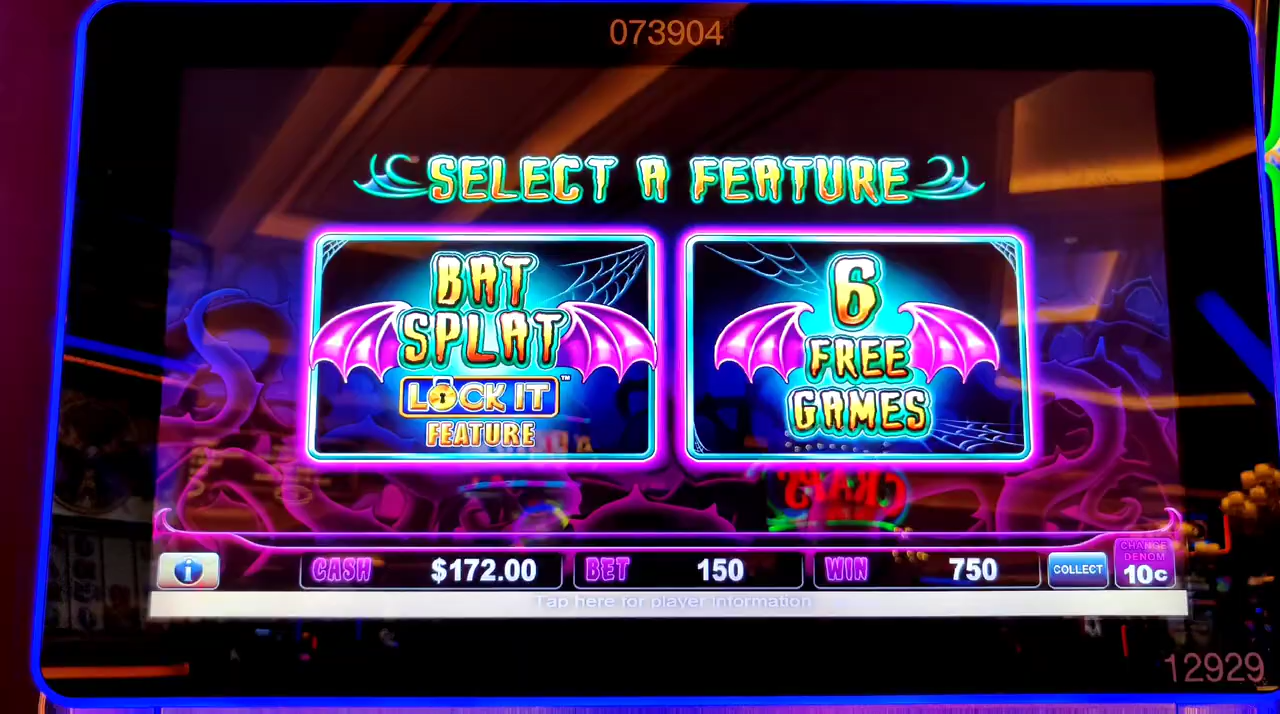 073904
SELECT A FEATURE
BAT
SPLAT
LOCK IT™
FEATURE
6
FREE
GAMES
CASH $172.00 BET 150 WIN 750 COLLECT CHANGE DENOM 10¢
Tap here for player information
12929